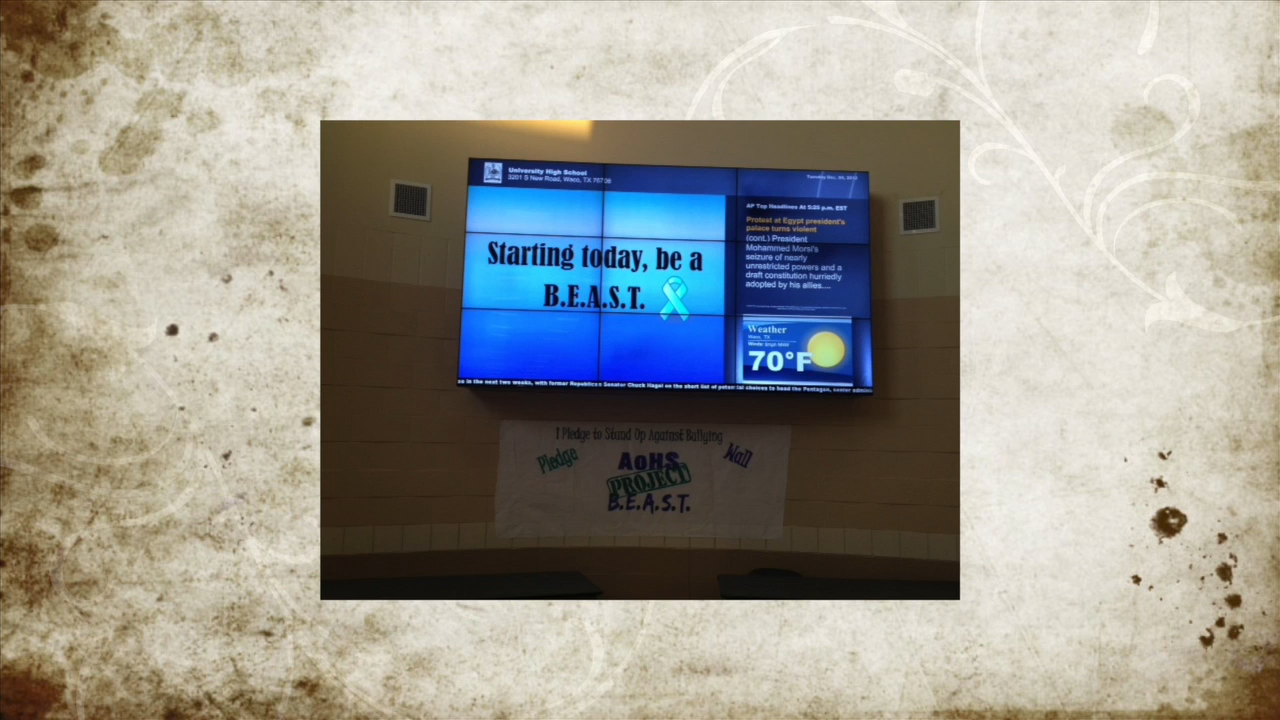 University High School
3201 S New Road, Waco, TX 76706
Starting today, be a
B.E.A.S.T.
AP Top Headlines At 5:20 p.m. EST
Protest at Egypt president's
palace turns violent
(cont.) President
Mohammed Morsi's
seizure of nearly
unrestricted powers and a
draft constitution hurriedly
adopted by his allies....
Weather
Waco, TX
70°F
in the next two weeks, with former Republican Senator Chuck Hagel on the short list of potential choices to head the Pentagon, senior admin
I Pledge to Stand Up Against Bullying
Pledge
Wall
AoHS
PROJECT
B.E.A.S.T.